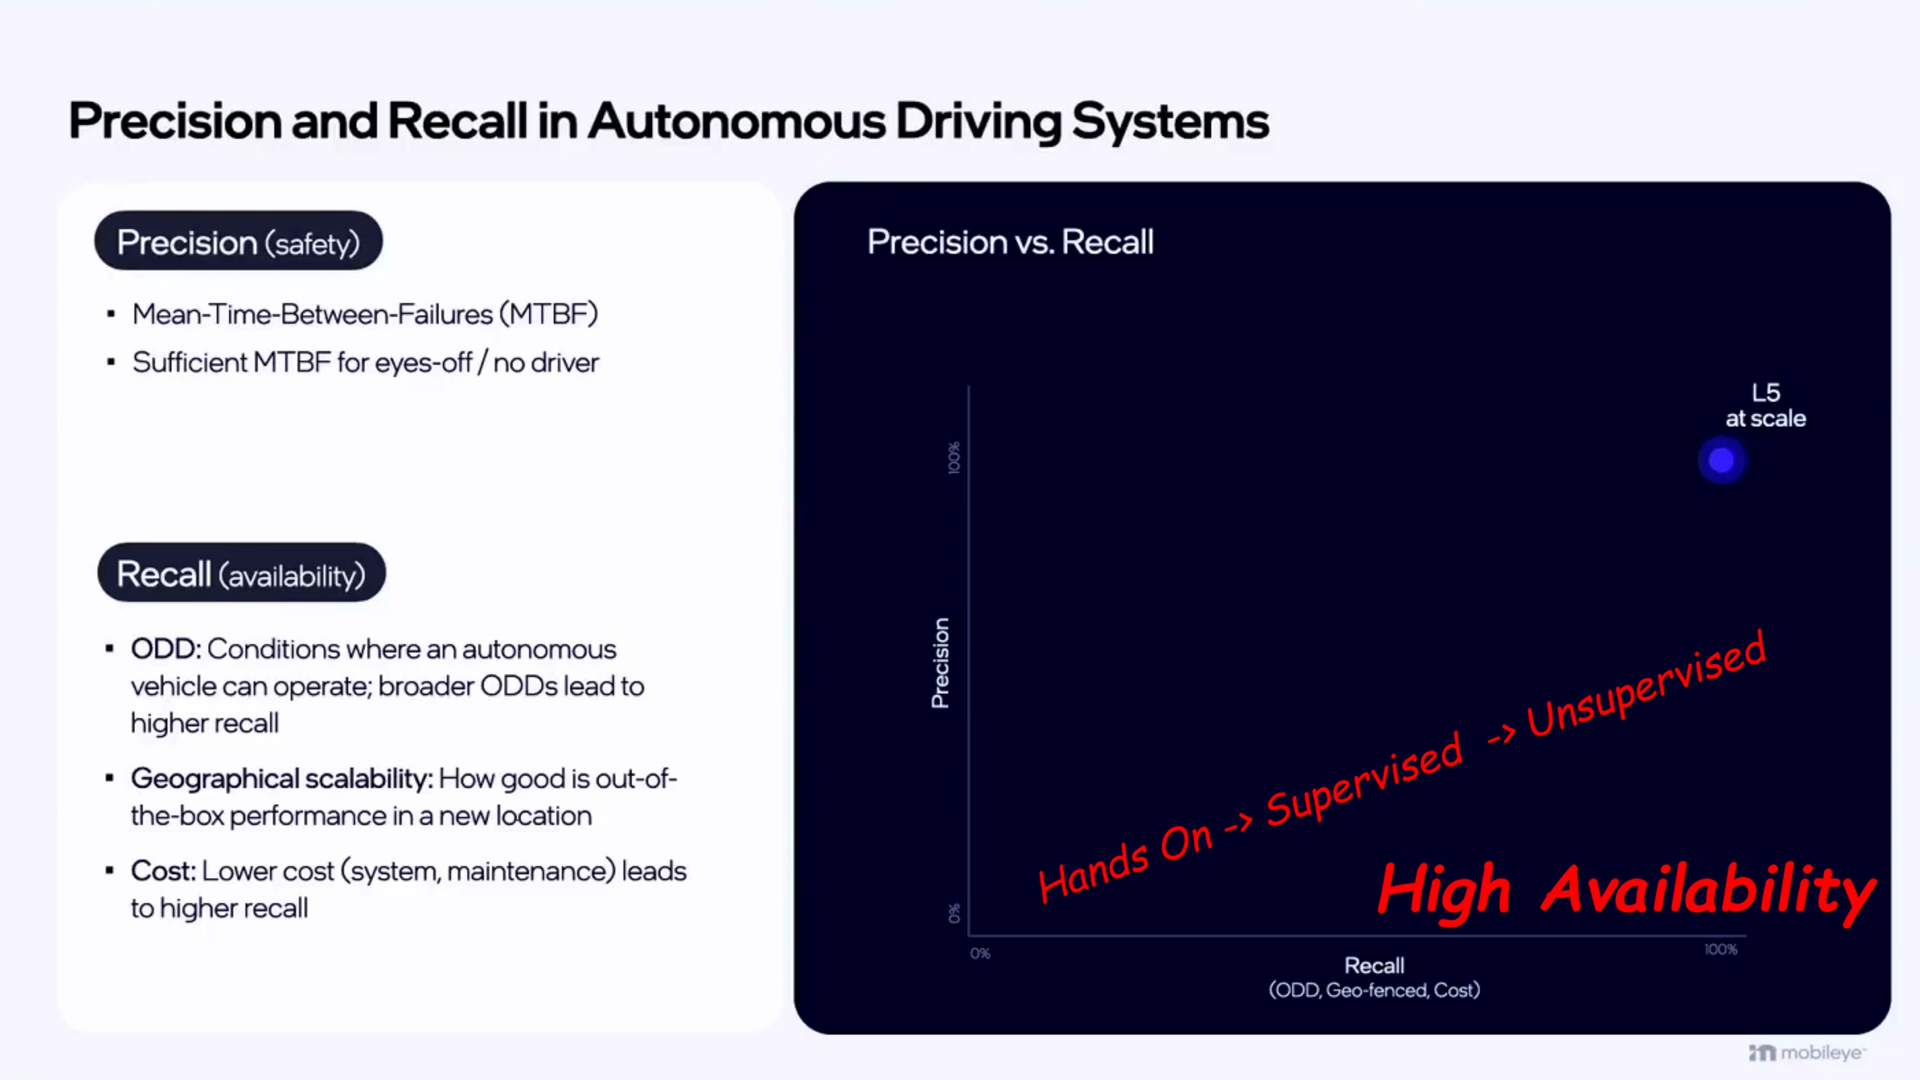 Precision and Recall in Autonomous Driving Systems
Precision (safety)
▪ Mean-Time-Between-Failures (MTBF)
▪ Sufficient MTBF for eyes-off / no driver
Recall (availability)
▪ ODD: Conditions where an autonomous
vehicle can operate; broader ODDs lead to
higher recall
▪ Geographical scalability: How good is out-of-
the-box performance in a new location
▪ Cost: Lower cost (system, maintenance) leads
to higher recall
Precision vs. Recall
L5
at scale
100%
Precision
Hands On -> Supervised -> Unsupervised
High Availability
0%
0%
100%
Recall
(ODD, Geo-fenced, Cost)
mobileye™